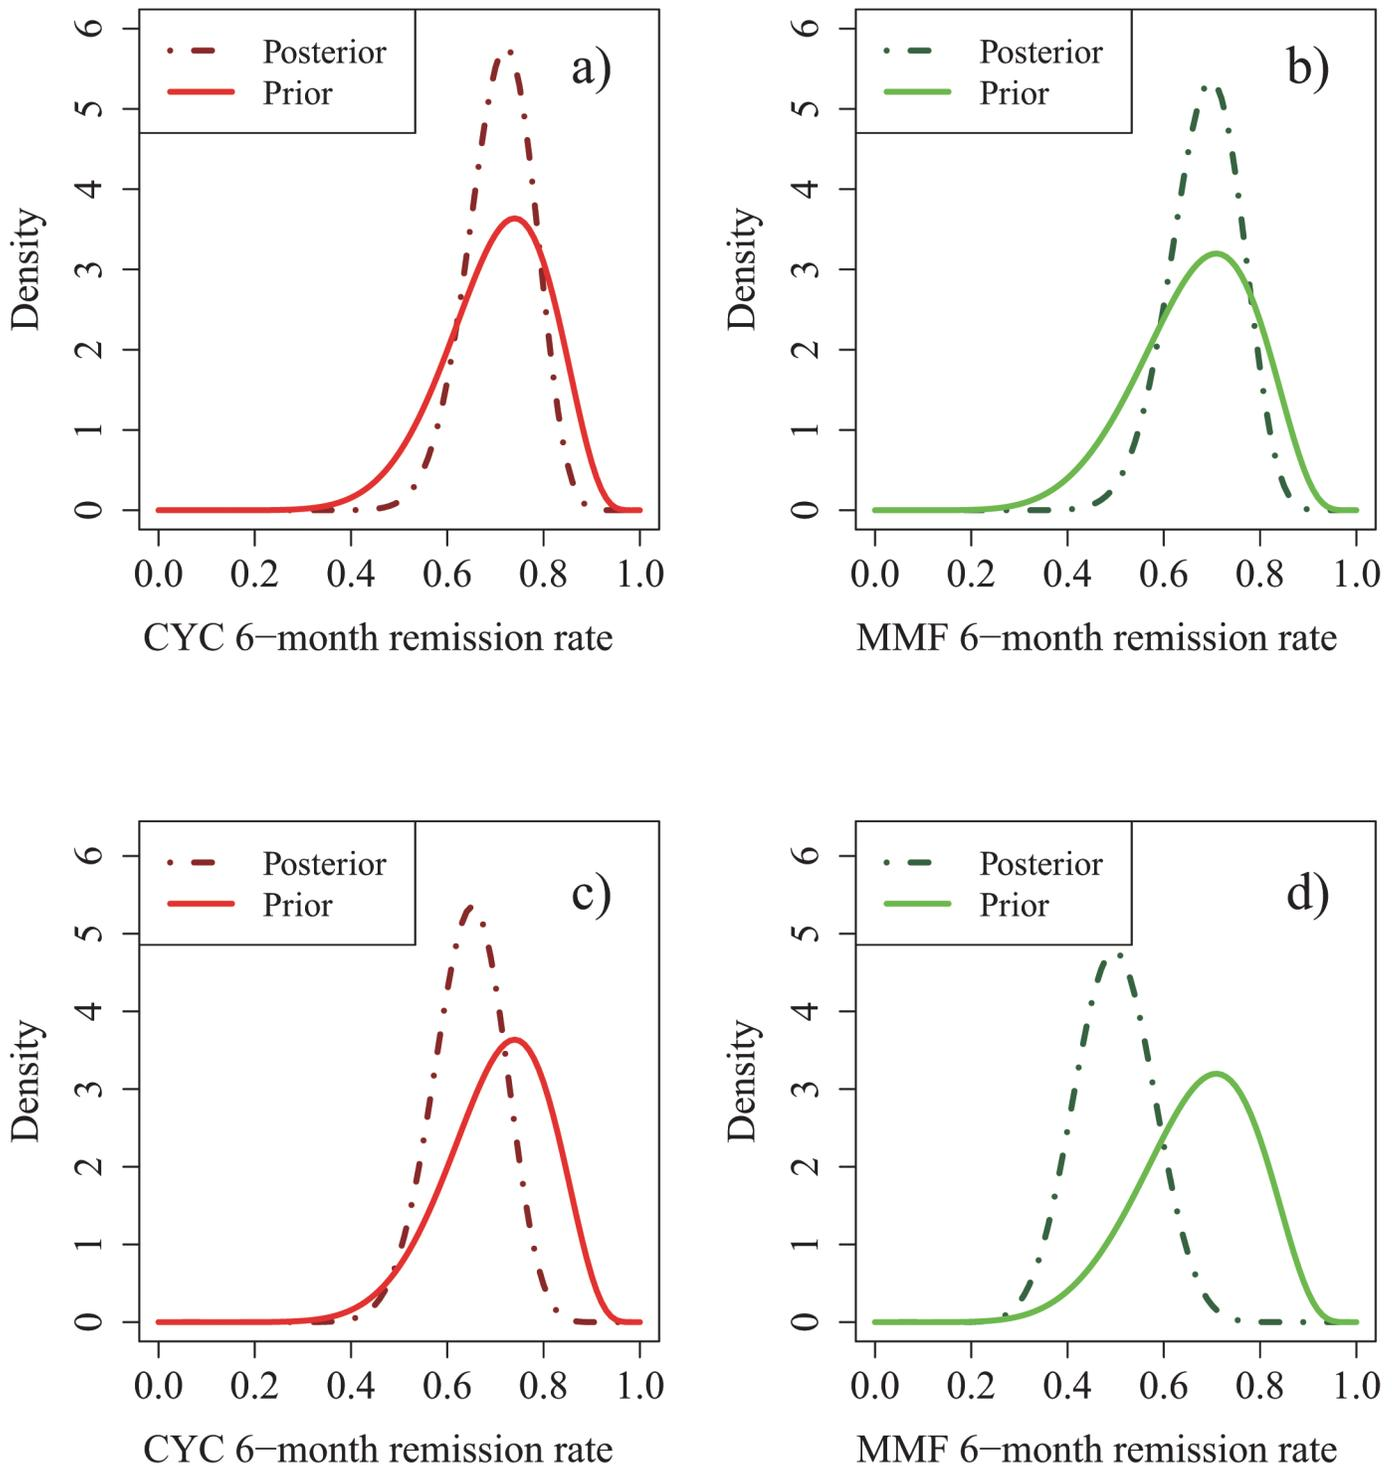 Posterior
Prior
a)
Density
0 1 2 3 4 5 6
0.0 0.2 0.4 0.6 0.8 1.0
CYC 6−month remission rate
Posterior
Prior
b)
Density
0 1 2 3 4 5 6
0.0 0.2 0.4 0.6 0.8 1.0
MMF 6−month remission rate
Posterior
Prior
c)
Density
0 1 2 3 4 5 6
0.0 0.2 0.4 0.6 0.8 1.0
CYC 6−month remission rate
Posterior
Prior
d)
Density
0 1 2 3 4 5 6
0.0 0.2 0.4 0.6 0.8 1.0
MMF 6−month remission rate